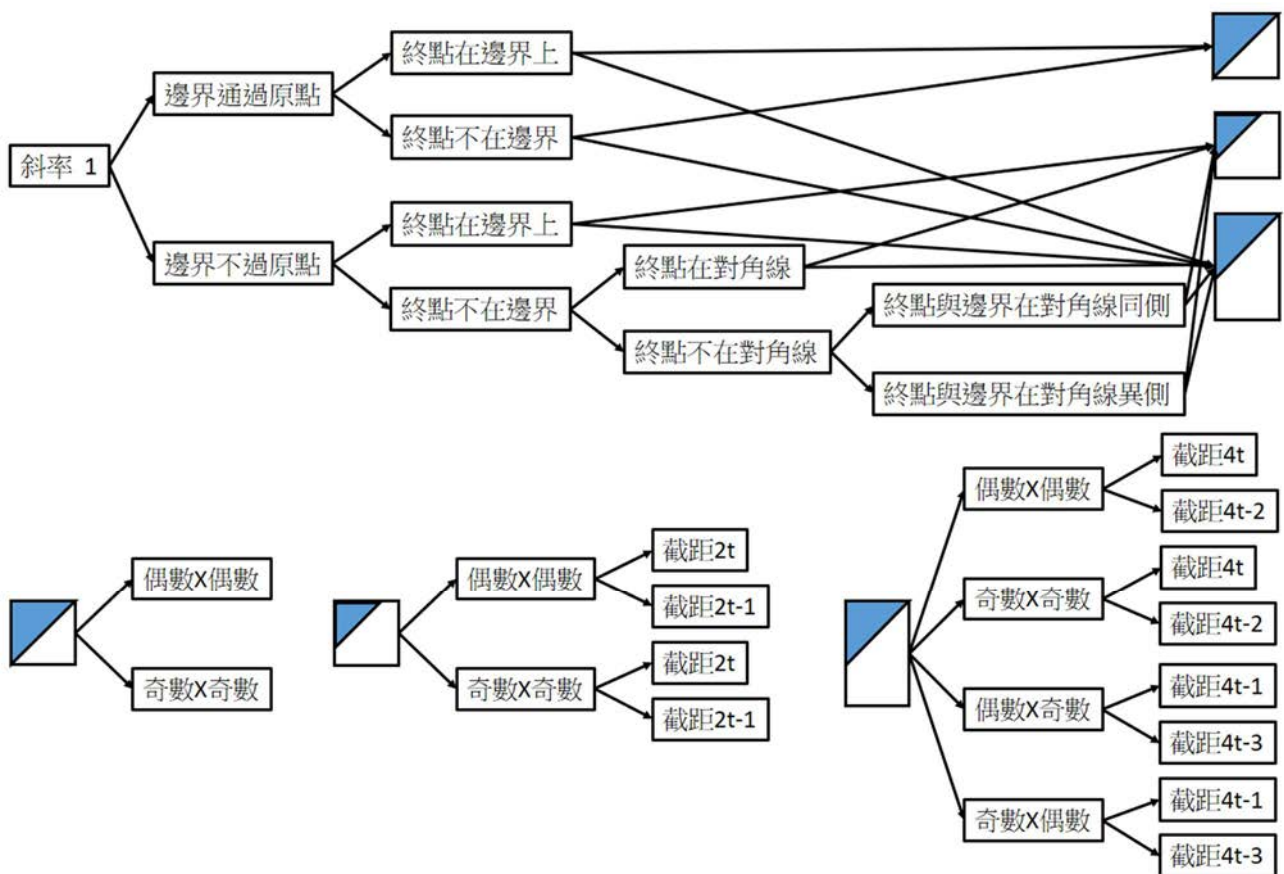 斜率 1
邊界通過原點
邊界不過原點
終點在邊界上
終點不在邊界
終點在邊界上
終點不在邊界
終點在對角線
終點不在對角線
終點與邊界在對角線同側
終點與邊界在對角線異側
偶數X偶數
奇數X奇數
偶數X偶數
截距2t
截距2t-1
奇數X奇數
截距2t
截距2t-1
偶數X偶數
截距4t
截距4t-2
奇數X奇數
截距4t
截距4t-2
偶數X奇數
截距4t-1
截距4t-3
奇數X偶數
截距4t-1
截距4t-3